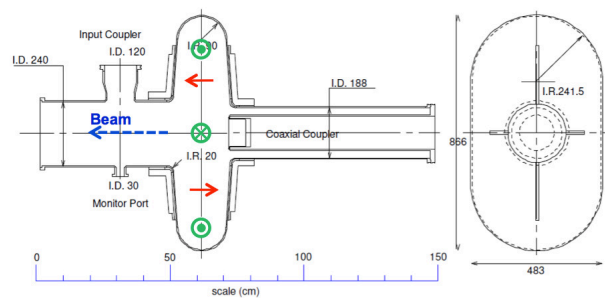 Input Coupler
I.D. 120
I.D. 240
I.R. 90
I.D. 188
Beam
Coaxial Coupler
I.R. 20
I.D. 30
Monitor Port
I.R.241.5
866
483
0
50
100
150
scale (cm)